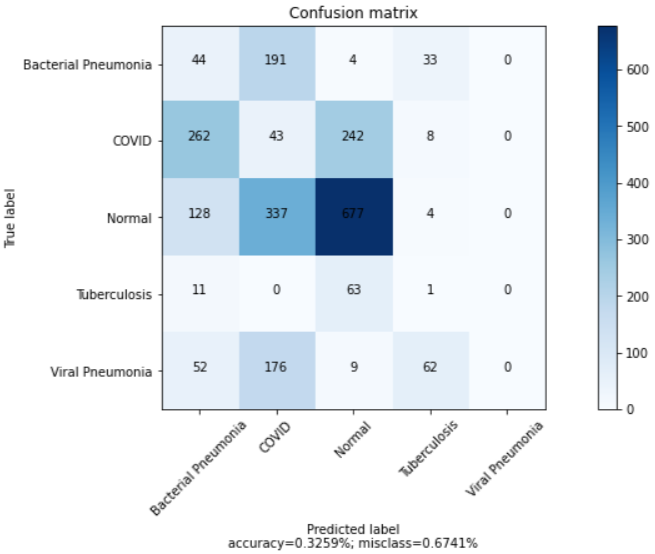 Confusion matrix
Bacterial Pneumonia 44 191 4 33 0
COVID 262 43 242 8 0
Normal 128 337 677 4 0
Tuberculosis 11 0 63 1 0
Viral Pneumonia 52 176 9 62 0
True label
Bacterial Pneumonia COVID Normal Tuberculosis Viral Pneumonia
Predicted label
accuracy=0.3259%; misclass=0.6741%
600
500
400
300
200
100
0